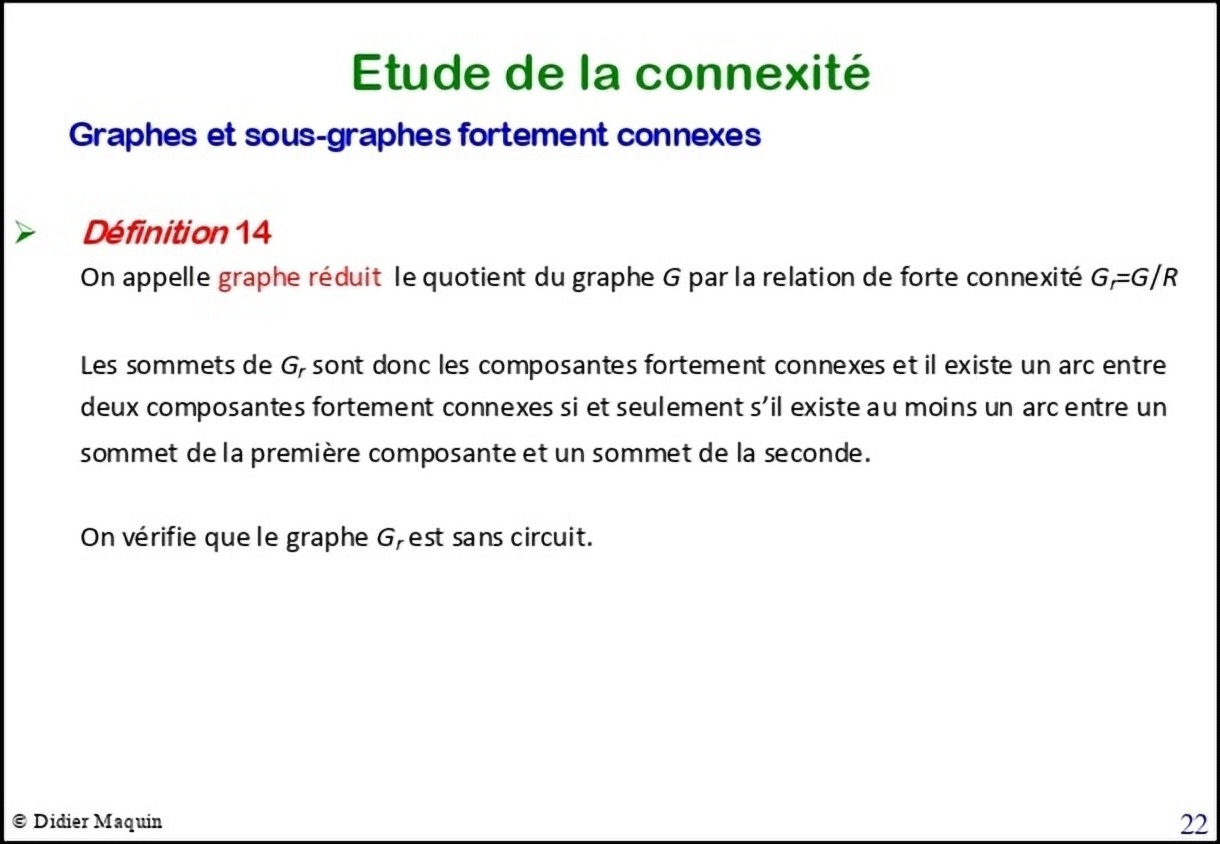 Etude de la connexité
Graphes et sous-graphes fortement connexes
➢ Définition 14
On appelle graphe réduit le quotient du graphe G par la relation de forte connexité Gr=G/R
Les sommets de Gr sont donc les composantes fortement connexes et il existe un arc entre
deux composantes fortement connexes si et seulement s’il existe au moins un arc entre un
sommet de la première composante et un sommet de la seconde.
On vérifie que le graphe Gr est sans circuit.
© Didier Maquin
22